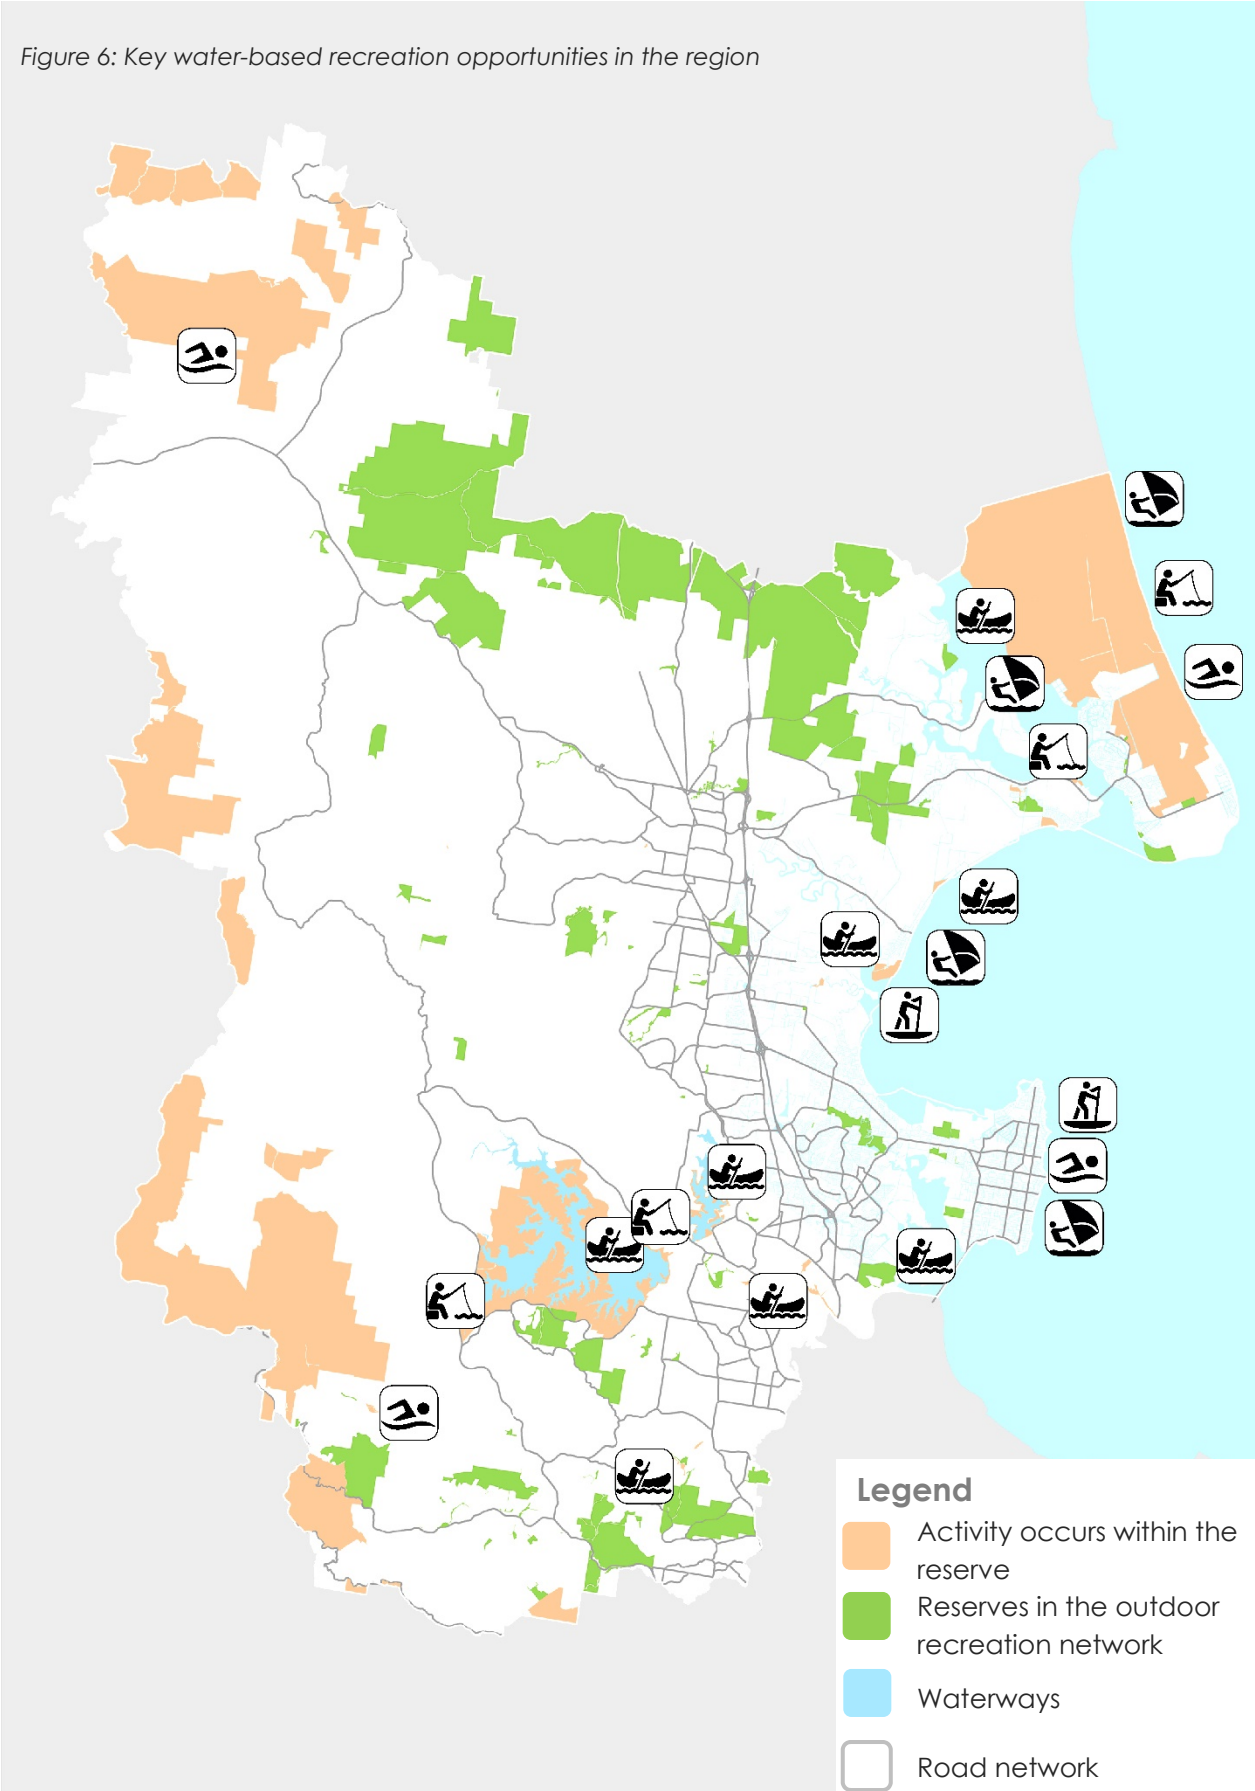 Figure 6: Key water-based recreation opportunities in the region
Legend
Activity occurs within the
reserve
Reserves in the outdoor
recreation network
Waterways
Road network